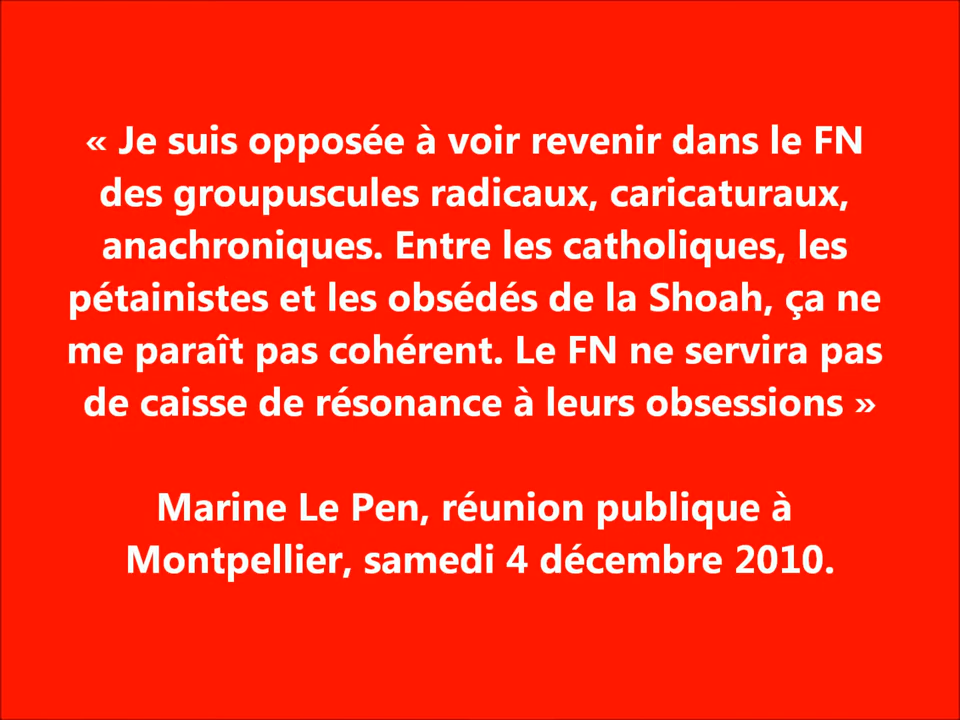 « Je suis opposée à voir revenir dans le FN
des groupuscules radicaux, caricaturaux,
anachroniques. Entre les catholiques, les
pétainistes et les obsédés de la Shoah, ça ne
me paraît pas cohérent. Le FN ne servira pas
de caisse de résonance à leurs obsessions »
Marine Le Pen, réunion publique à
Montpellier, samedi 4 décembre 2010.